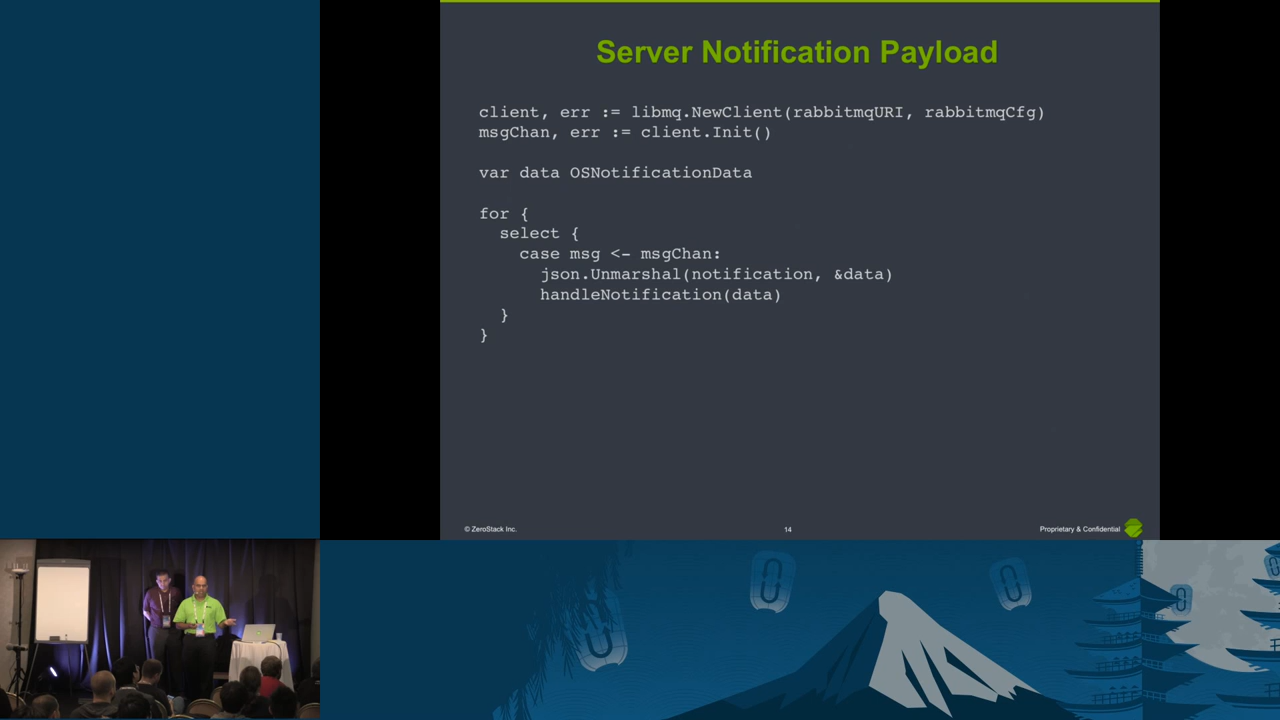 Server Notification Payload
client, err := libmq.NewClient(rabbitmqURI, rabbitmqCfg)
msgChan, err := client.Init()
var data OSNotificationData
for {
  select {
    case msg <- msgChan:
      json.Unmarshal(notification, &data)
      handleNotification(data)
  }
}
© ZeroStack Inc.
14
Proprietary & Confidential